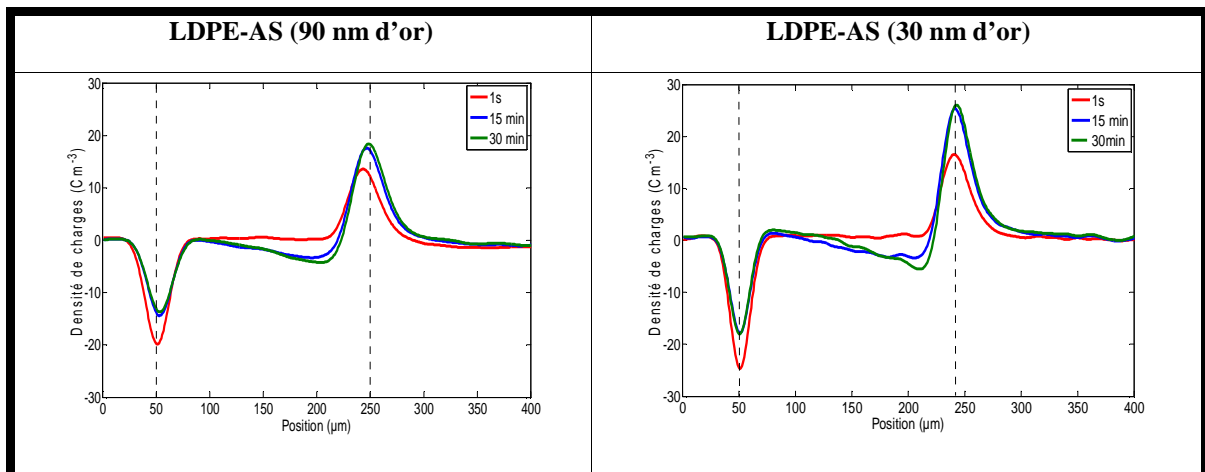 LDPE-AS (90 nm d’or)
LDPE-AS (30 nm d’or)
30
20
10
0
-10
-20
-30
Densité de charges (C m⁻³)
0 50 100 150 200 250 300 350 400
Position (µm)
1s
15 min
30 min
30
20
10
0
-10
-20
-30
Densité de charges (C m⁻³)
0 50 100 150 200 250 300 350 400
Position (µm)
1s
15 min
30min